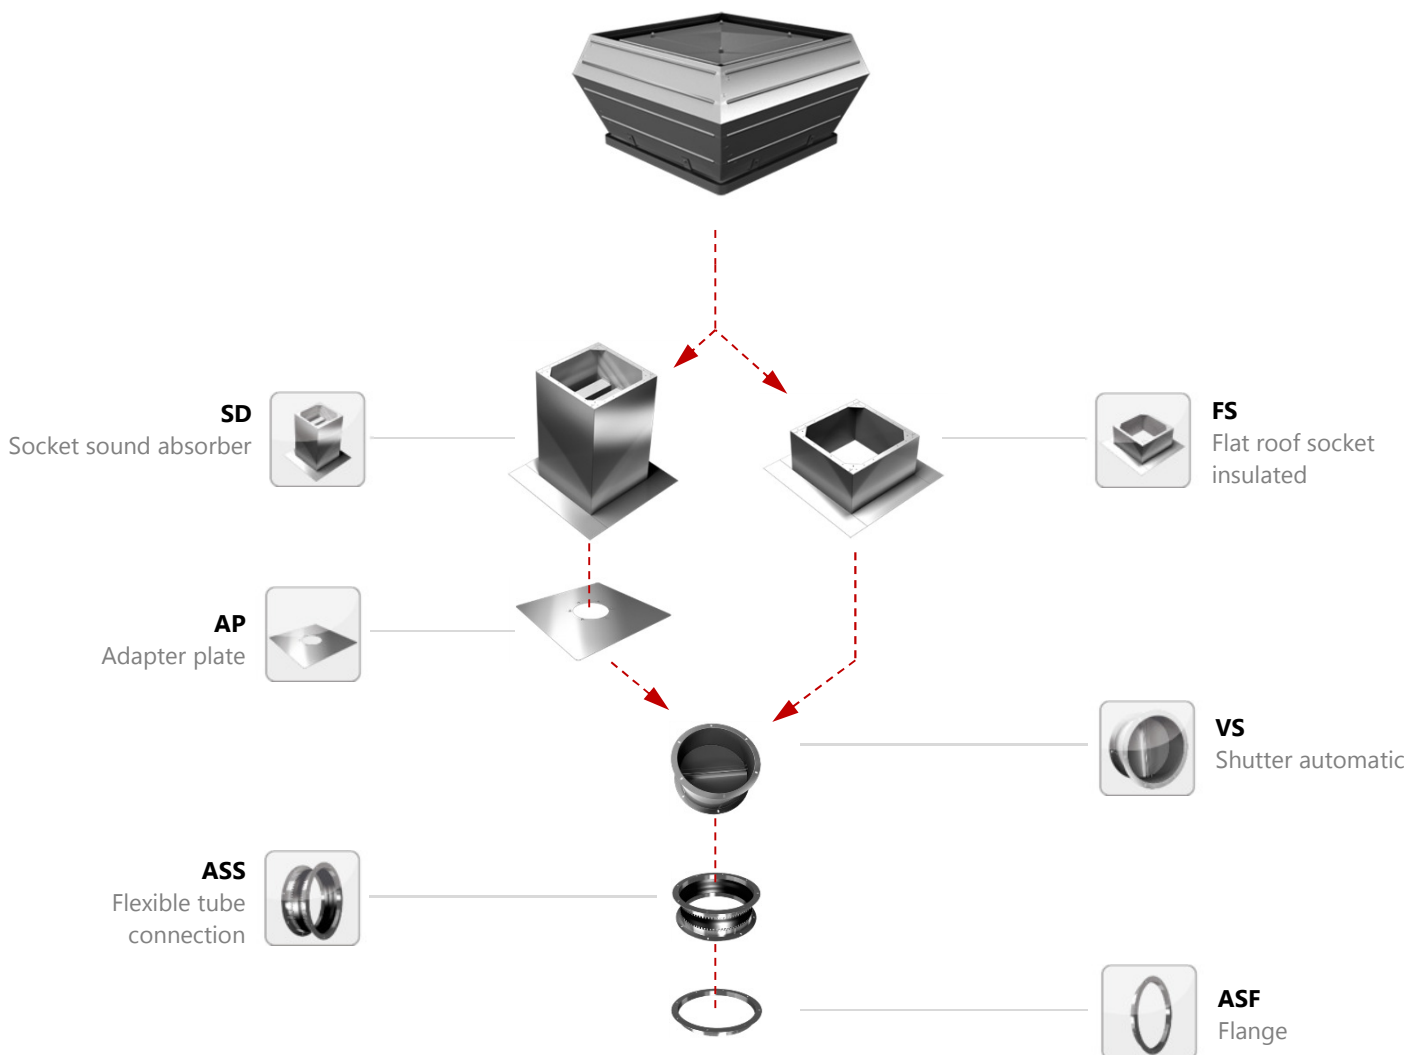 SD
Socket sound absorber
FS
Flat roof socket
insulated
AP
Adapter plate
VS
Shutter automatic
ASS
Flexible tube
connection
ASF
Flange